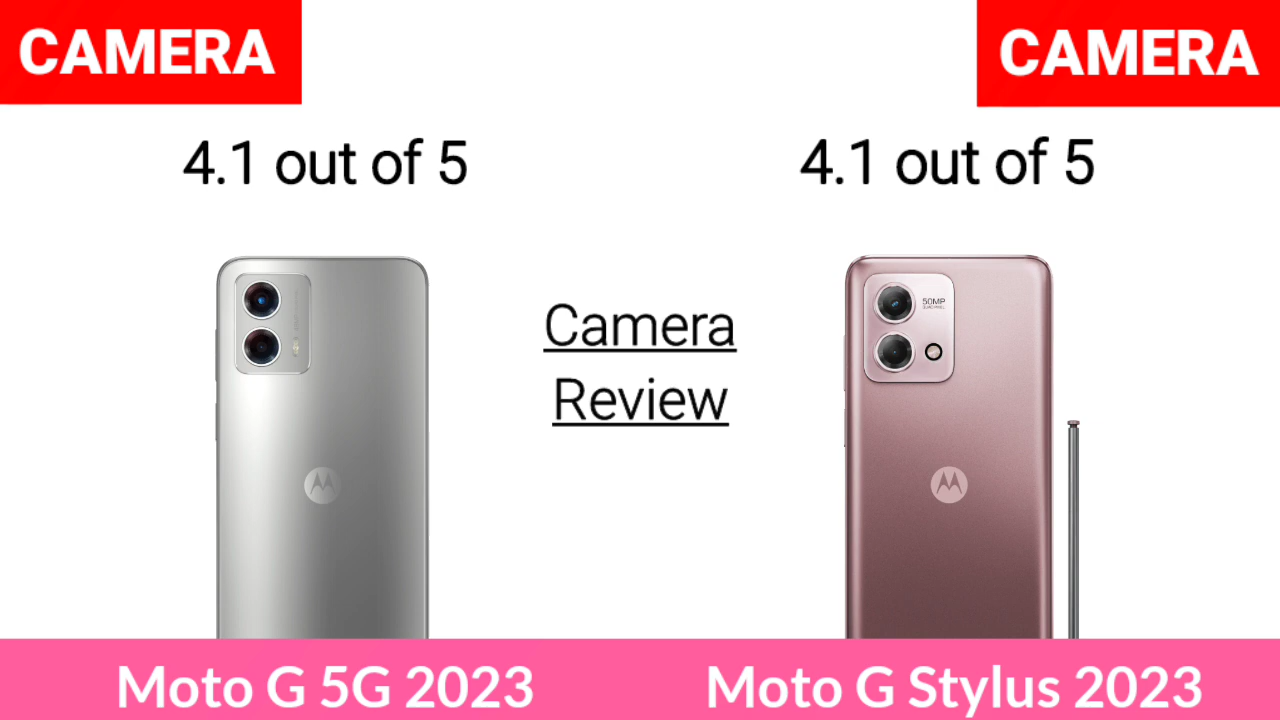 CAMERA
CAMERA
4.1 out of 5
4.1 out of 5
50MP
Camera
Review
Moto G 5G 2023
Moto G Stylus 2023